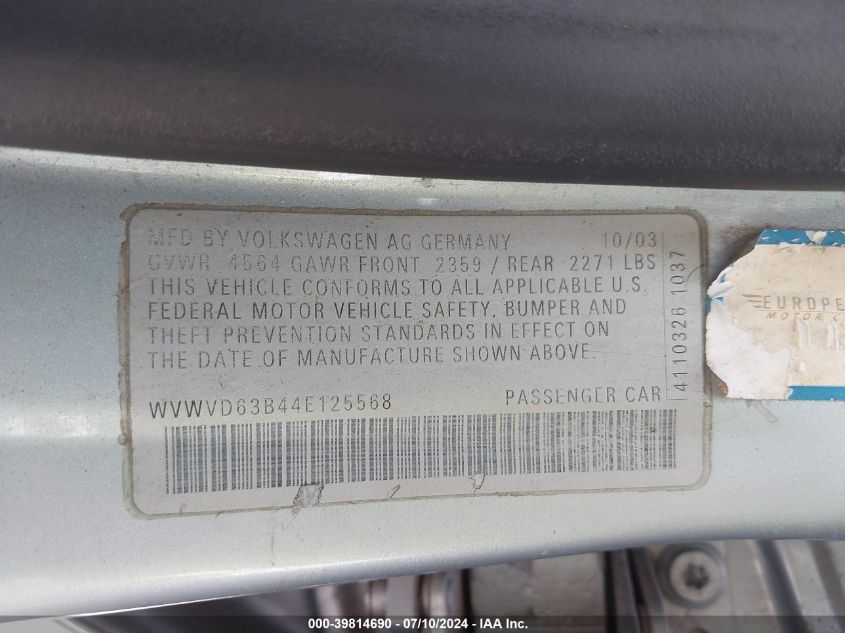 MFD BY VOLKSWAGEN AG GERMANY 10/03
GVWR 4564 GAWR FRONT 2359 / REAR 2271 LBS
THIS VEHICLE CONFORMS TO ALL APPLICABLE U.S.
FEDERAL MOTOR VEHICLE SAFETY, BUMPER AND
THEFT PREVENTION STANDARDS IN EFFECT ON
THE DATE OF MANUFACTURE SHOWN ABOVE.
WVWVD63B44E125568 PASSENGER CAR
4110326 1037
EUROPE
MOTOR C
000-39814690 - 07/10/2024 - IAA Inc.